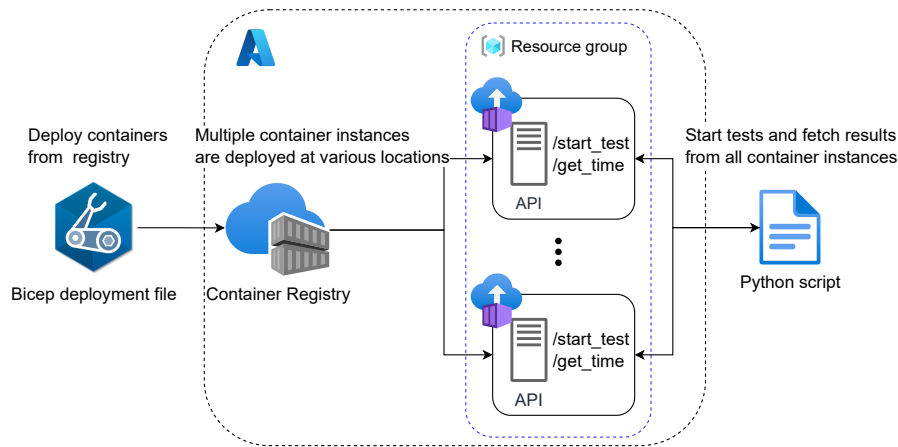 Resource group
Deploy containers
from registry
Multiple container instances
are deployed at various locations
/start_test
/get_time
API
Start tests and fetch results
from all container instances
Bicep deployment file
Container Registry
Python script
/start_test
/get_time
API